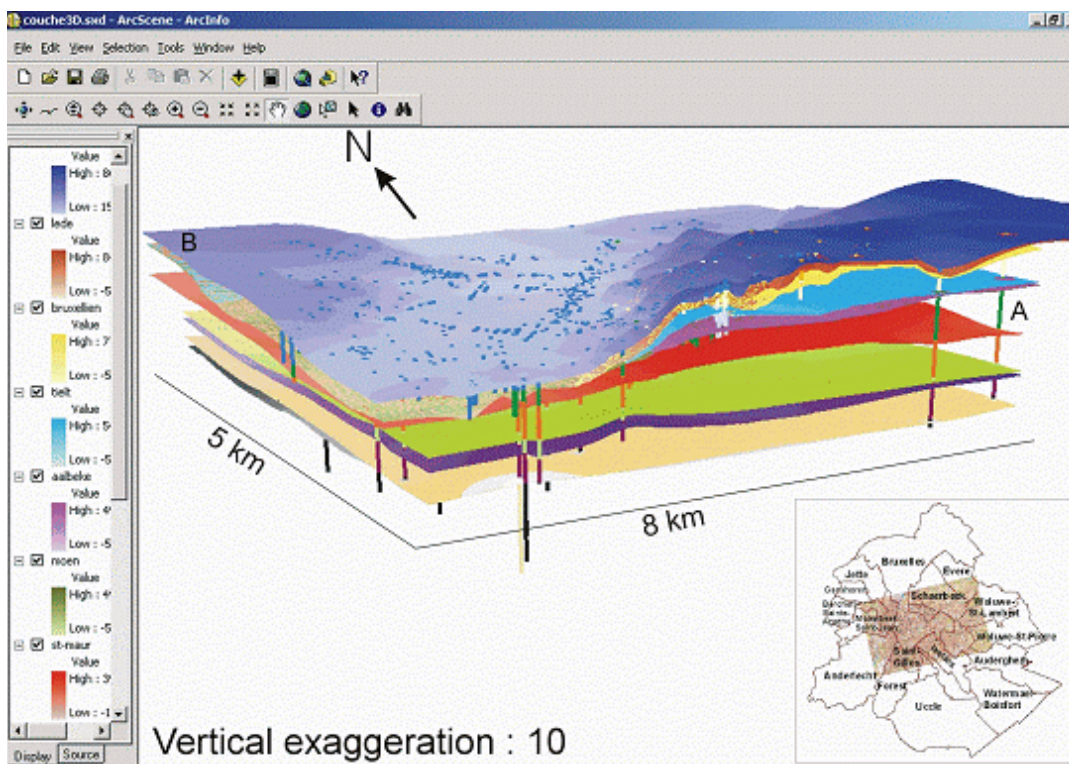 couche3D.sxd - ArcScene - ArcInfo
File Edit View Selection Tools Window Help
N
Value
High : 8
Low : 15
lede
Value
High : 8
Low : -5
bruxellien
Value
High : 7
Low : -5
tielt
Value
High : 5
Low : -5
aalbeke
Value
High : 4
Low : -5
moen
Value
High : 4
Low : -5
st-maur
Value
High : 3
Low : -1
Display Source
B
A
5 km
8 km
Vertical exaggeration : 10
Bruxelles
Evere
Jette
Schaerbeek
Woluwe-
St-Lambert
Woluwe-St-Pierre
Saint
Gilles
Auderghem
Anderlecht
Forest
Watermael
Boisfort
Uccle